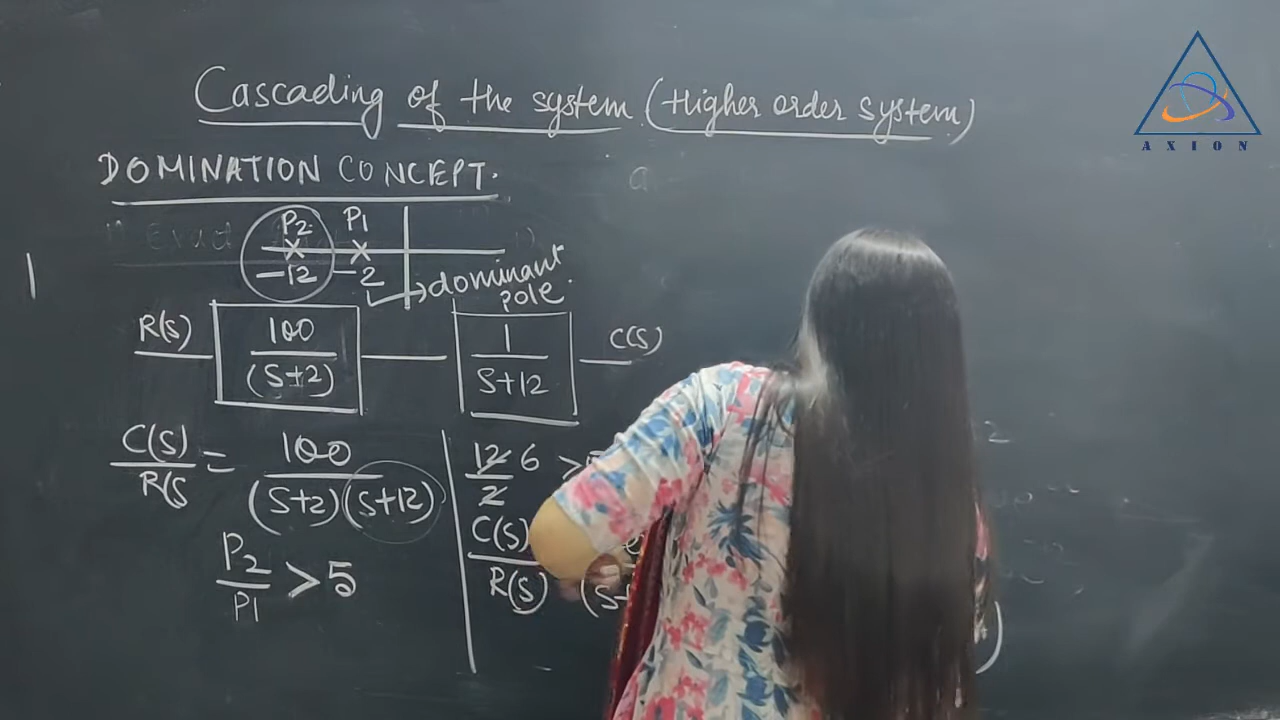 Cascading of the system (Higher order system)
DOMINATION CONCEPT.
P2 P1
-12 -2 → dominant pole.
R(S) 100/(S+2) 1/S+12 C(S)
C(S)/R(S = 100/(S+2)(S+12)
P2/P1 > 5
12/2 6 >
C(S)/R(S)
AXION